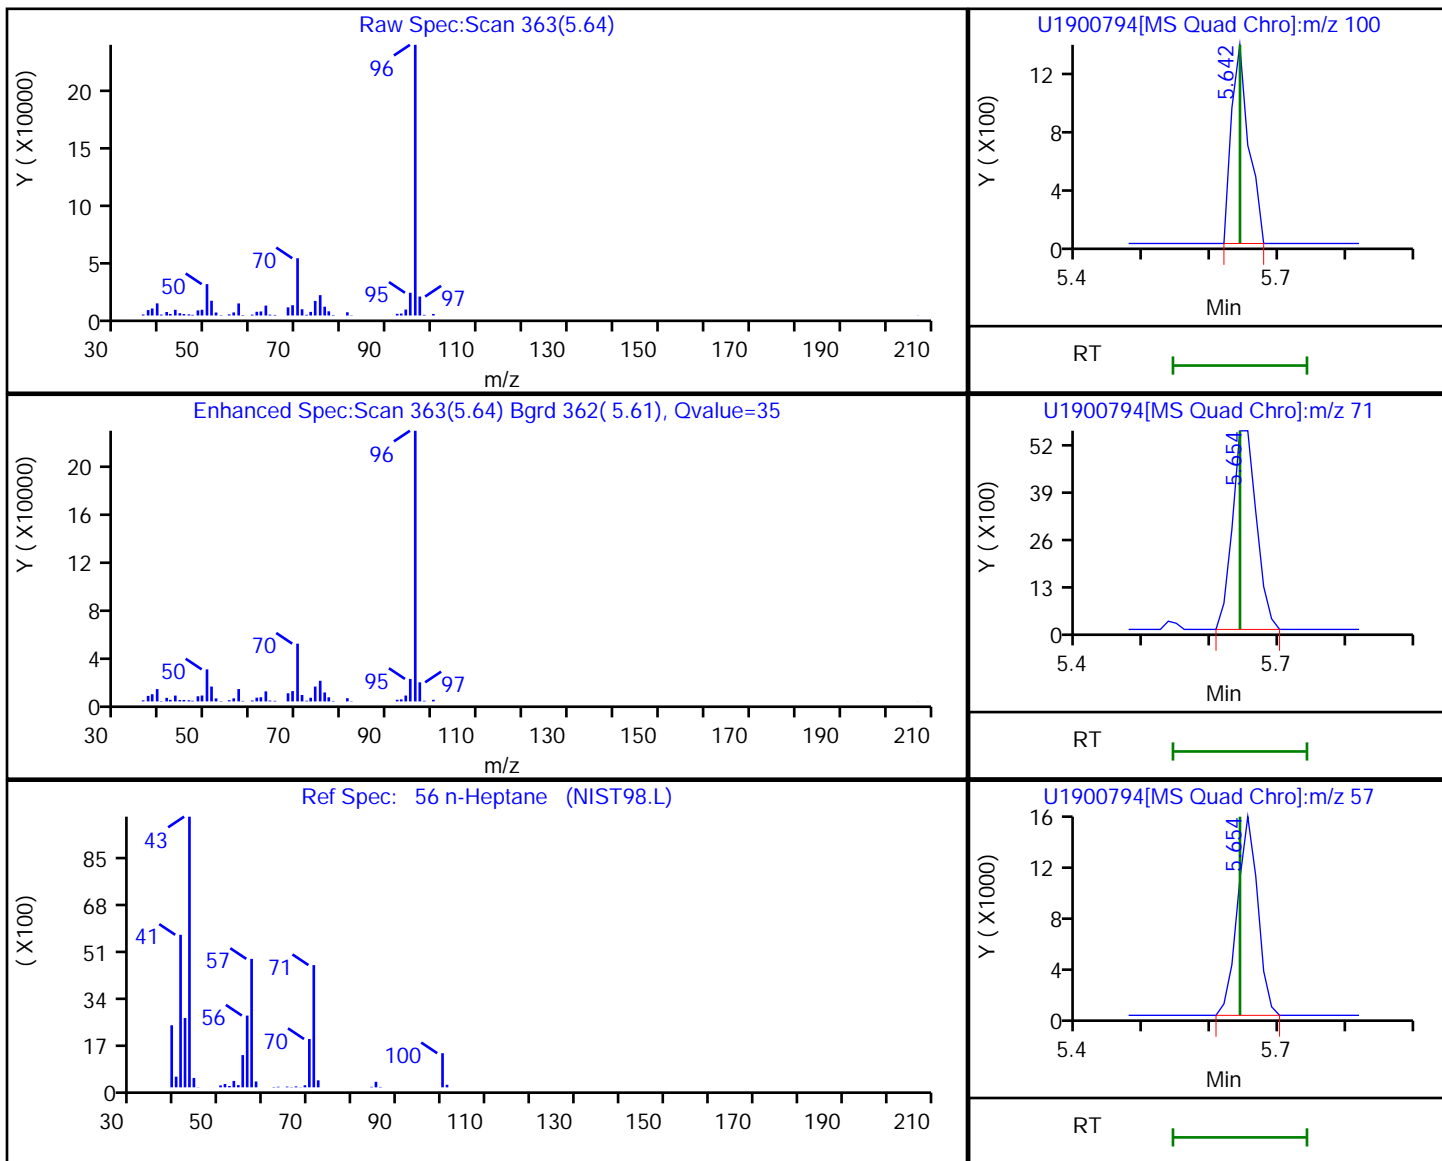 Raw Spec:Scan 363(5.64)
Y ( X10000)
20
15
10
5
0
96
70
50
95
97
30 50 70 90 110 130 150 170 190 210
m/z
U1900794[MS Quad Chro]:m/z 100
Y ( X100)
12
8
4
0
5.642
5.4 5.7
Min
RT
Enhanced Spec:Scan 363(5.64) Bgrd 362( 5.61), Qvalue=35
Y ( X10000)
20
16
12
8
4
0
96
70
50
95
97
30 50 70 90 110 130 150 170 190 210
m/z
U1900794[MS Quad Chro]:m/z 71
Y ( X100)
52
39
26
13
0
5.654
5.4 5.7
Min
RT
Ref Spec: 56 n-Heptane (NIST98.L)
( X100)
85
68
51
34
17
0
43
41
57
71
56
70
100
30 50 70 90 110 130 150 170 190 210
U1900794[MS Quad Chro]:m/z 57
Y ( X1000)
16
12
8
4
0
5.654
5.4 5.7
Min
RT